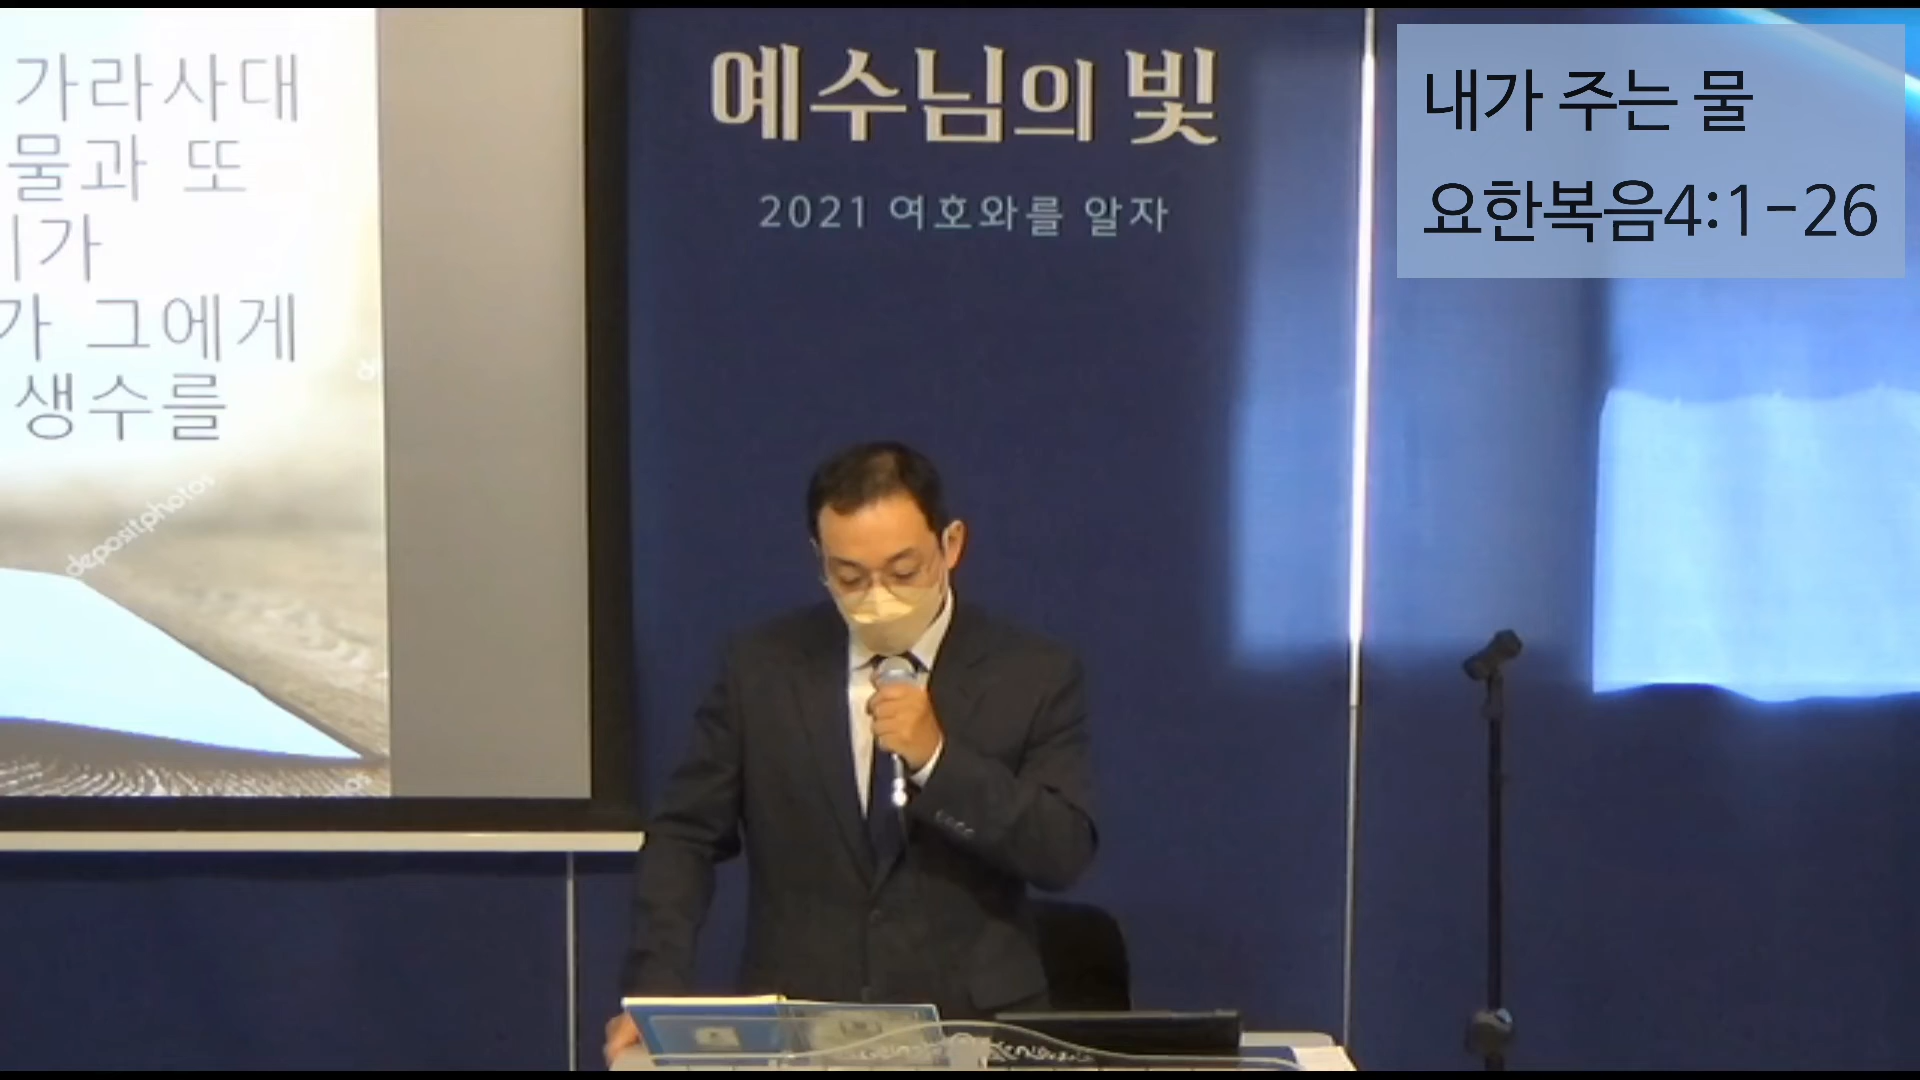 가라사대
물과 또
가
가 그에게
생수를
depositphotos
예수님의 빛
2021 여호와를 알자
내가 주는 물
요한복음4:1-26